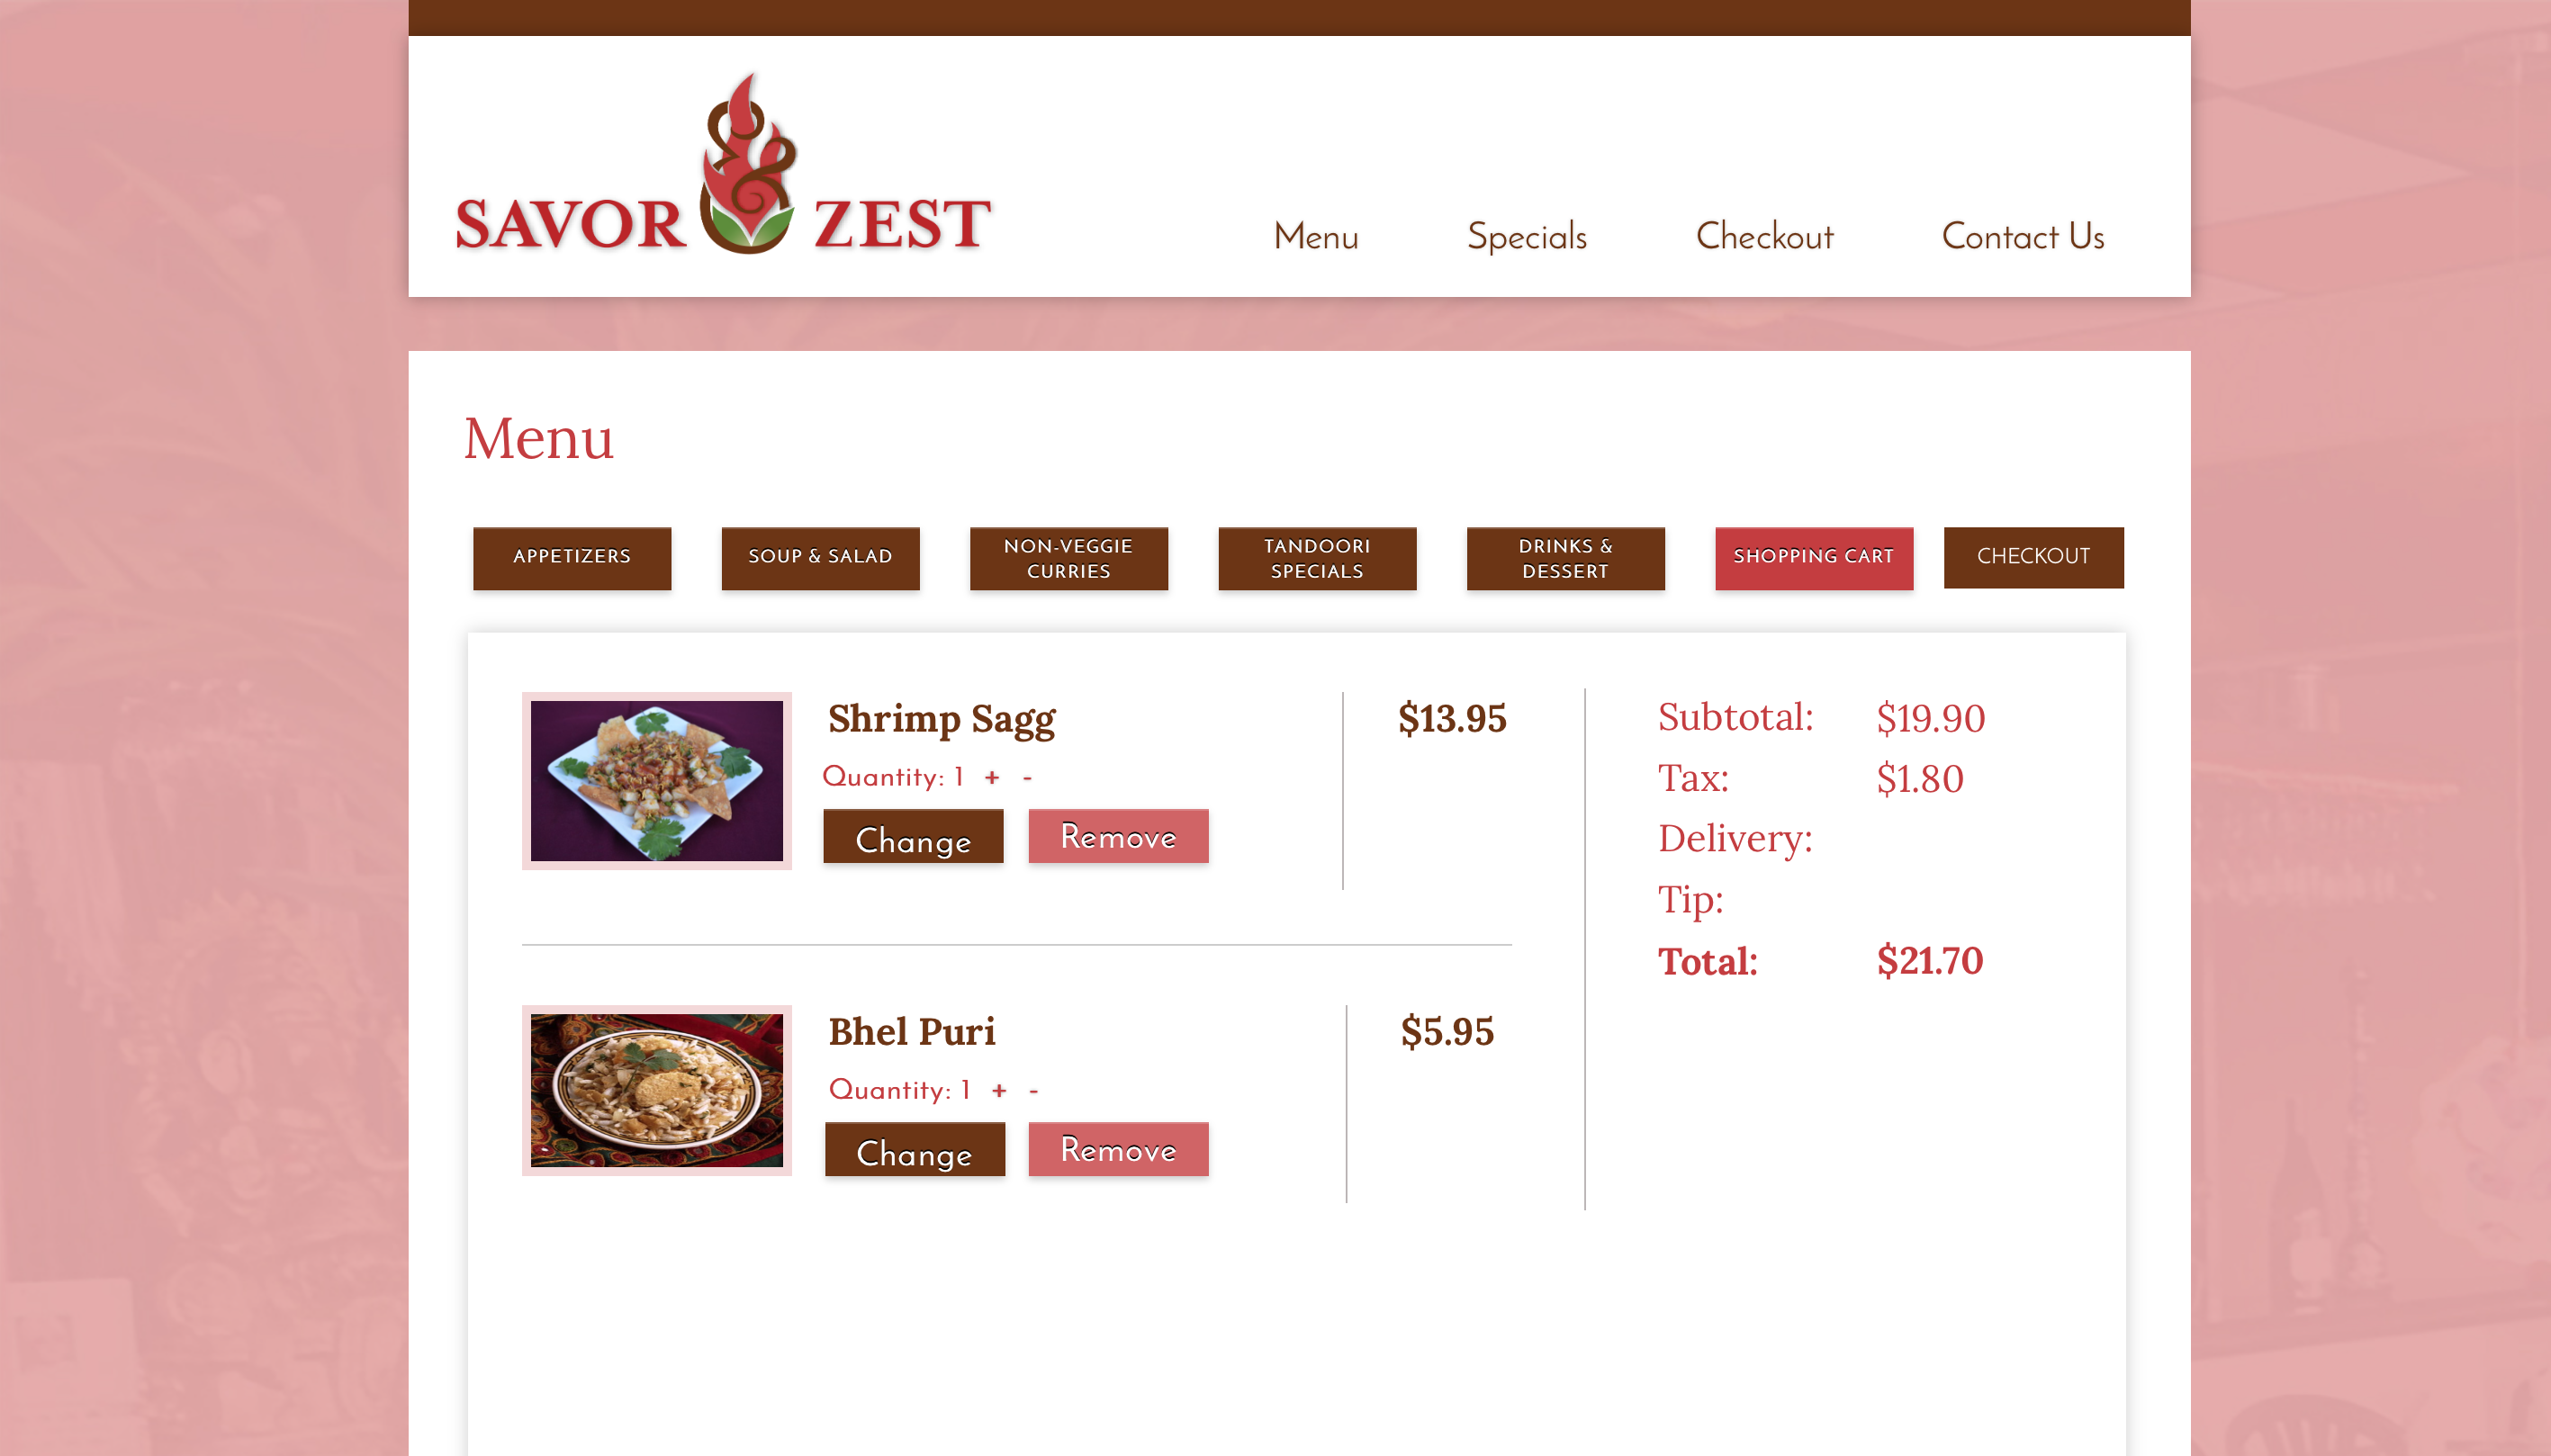 SAVOR & ZEST
Menu Specials Checkout Contact Us
Menu
APPETIZERS
SOUP & SALAD
NON-VEGGIE
CURRIES
TANDOORI
SPECIALS
DRINKS &
DESSERT
SHOPPING CART
CHECKOUT
Shrimp Sagg
$13.95
Quantity: 1 + -
Change
Remove
Bhel Puri
$5.95
Quantity: 1 + -
Change
Remove
Subtotal: $19.90
Tax: $1.80
Delivery:
Tip:
Total: $21.70